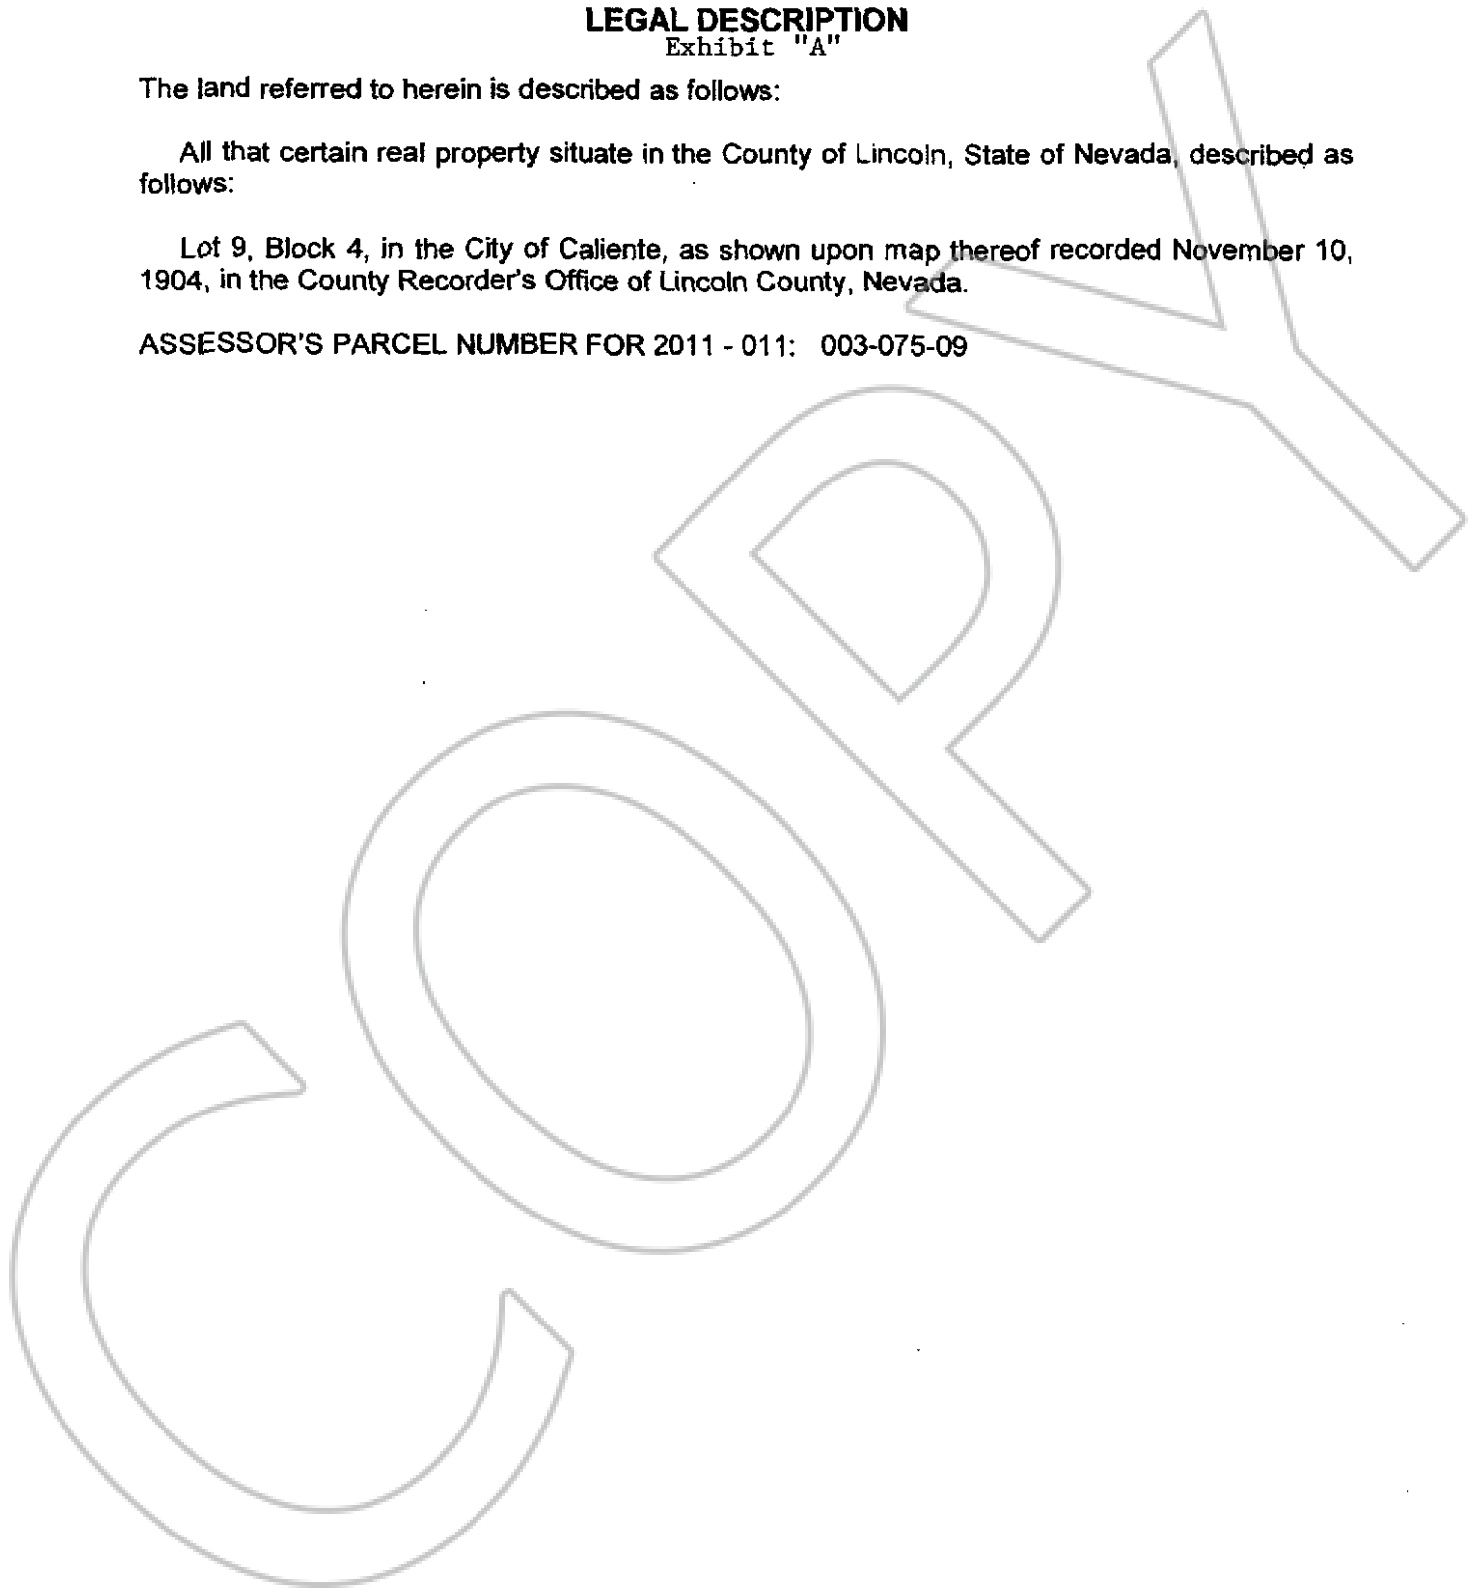 LEGAL DESCRIPTION
Exhibit "A"
The land referred to herein is described as follows:
All that certain real property situate in the County of Lincoln, State of Nevada, described as
follows:
Lot 9, Block 4, in the City of Caliente, as shown upon map thereof recorded November 10,
1904, in the County Recorder's Office of Lincoln County, Nevada.
ASSESSOR'S PARCEL NUMBER FOR 2011 - 011: 003-075-09
COPY